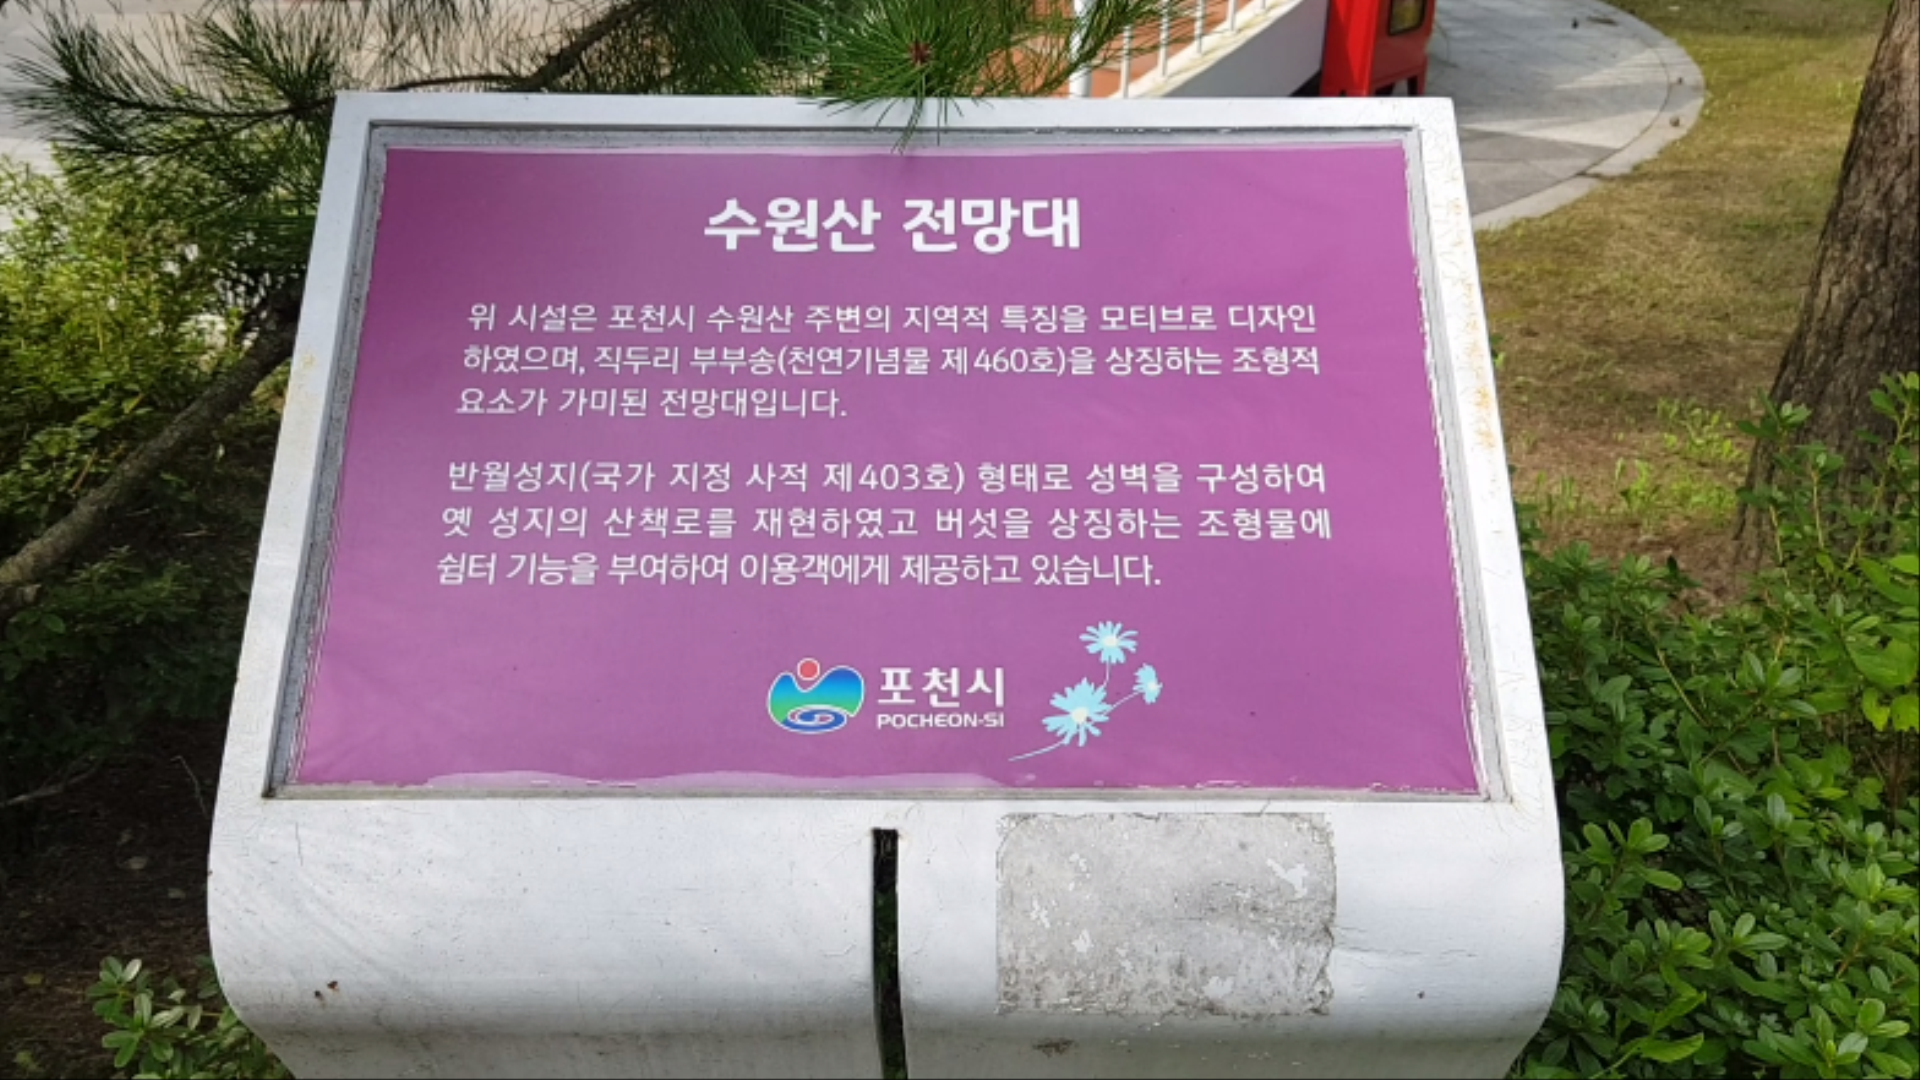 수원산 전망대
위 시설은 포천시 수원산 주변의 지역적 특징을 모티브로 디자인
하였으며, 직두리 부부송(천연기념물 제460호)을 상징하는 조형적
요소가 가미된 전망대입니다.
반월성지(국가 지정 사적 제403호) 형태로 성벽을 구성하여
옛 성지의 산책로를 재현하였고 버섯을 상징하는 조형물에
쉼터 기능을 부여하여 이용객에게 제공하고 있습니다.
포천시
POCHEON-SI